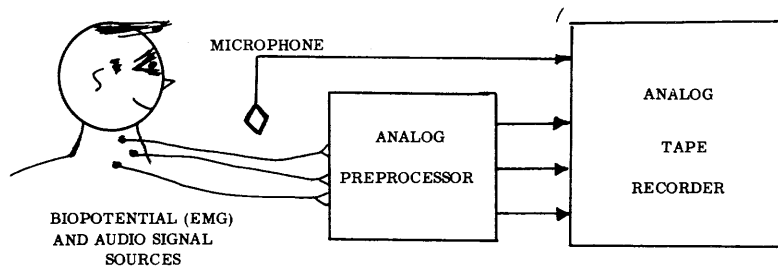 MICROPHONE
ANALOG
PREPROCESSOR
ANALOG
TAPE
RECORDER
BIOPOTENTIAL (EMG)
AND AUDIO SIGNAL
SOURCES